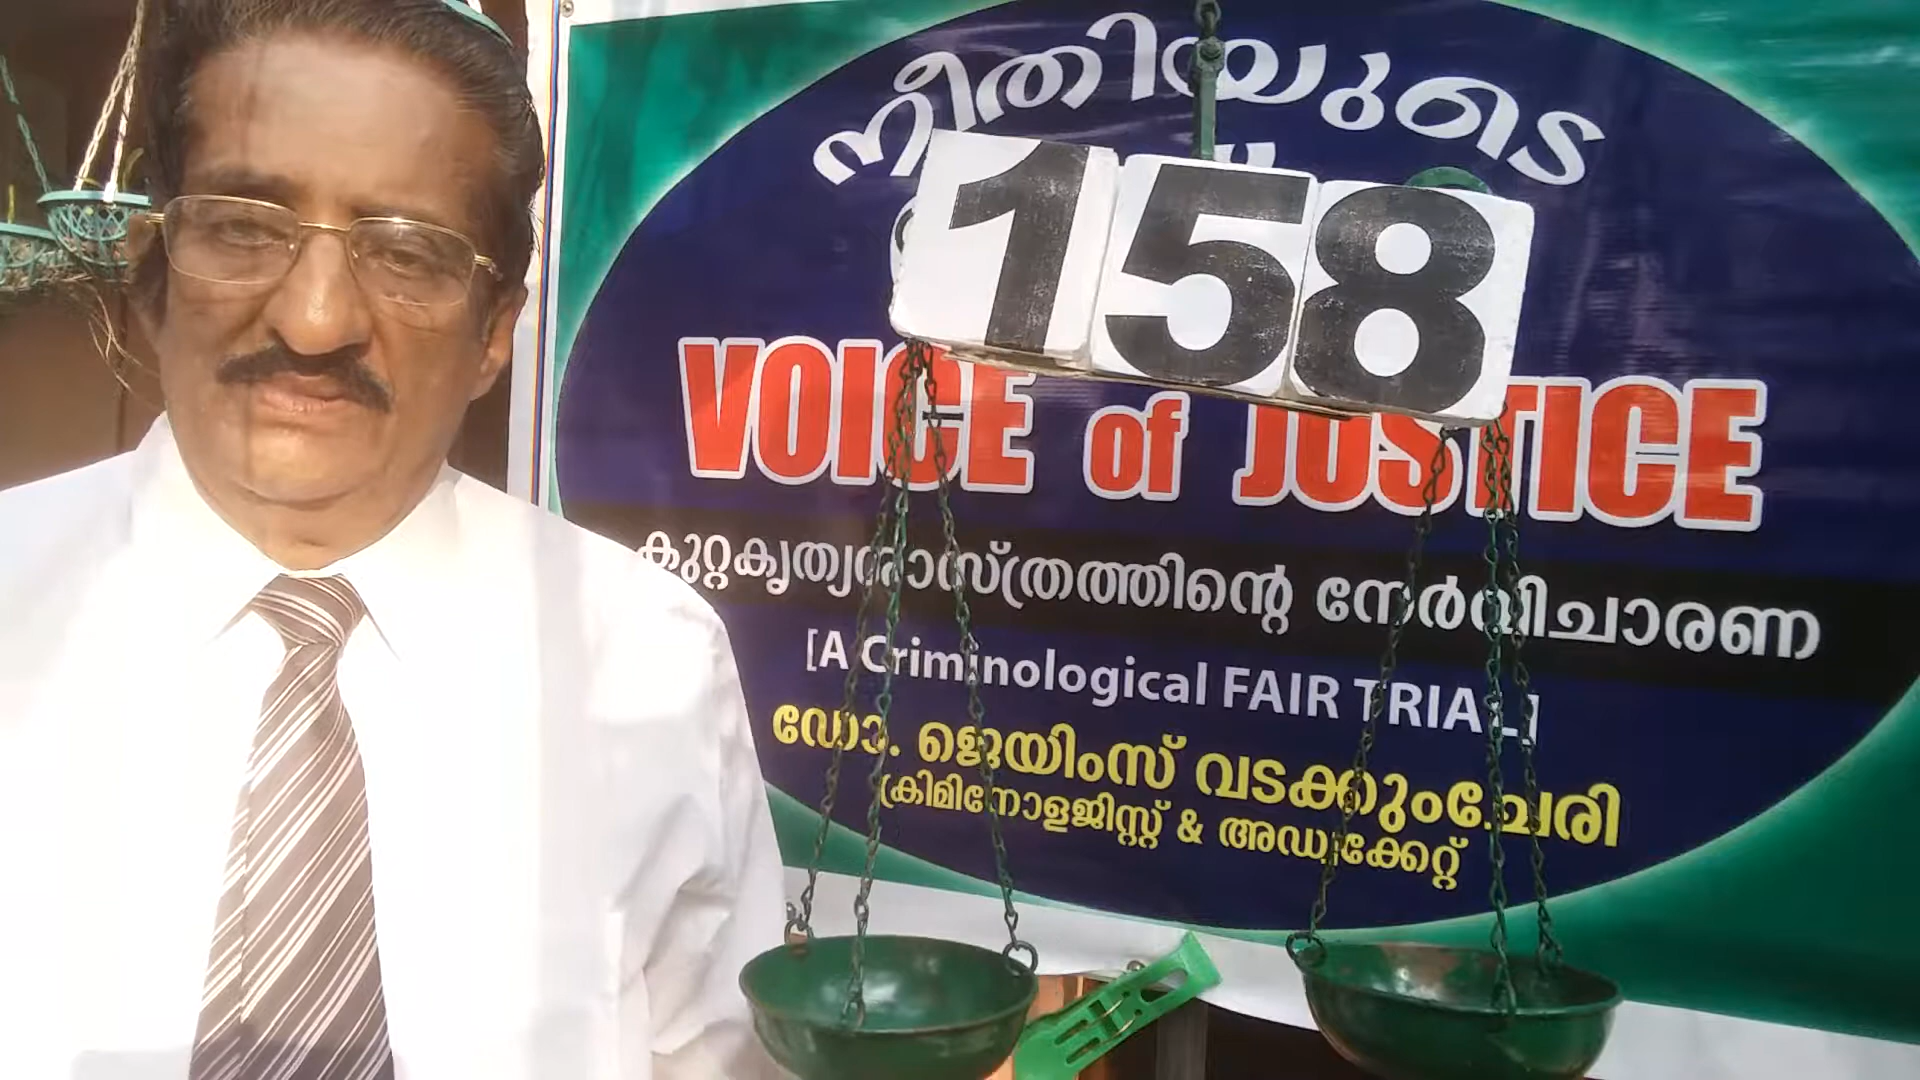 നീതിയുടെ
158
VOICE of JUSTICE
കുറ്റകൃത്യശാസ്ത്രത്തിന്റെ നേർവിചാരണ
[A Criminological FAIR TRIAL]
ഡോ. ജെയിംസ് വടക്കുംചേരി
ക്രിമിനോളജിസ്റ്റ് & അഡ്വക്കേറ്റ്